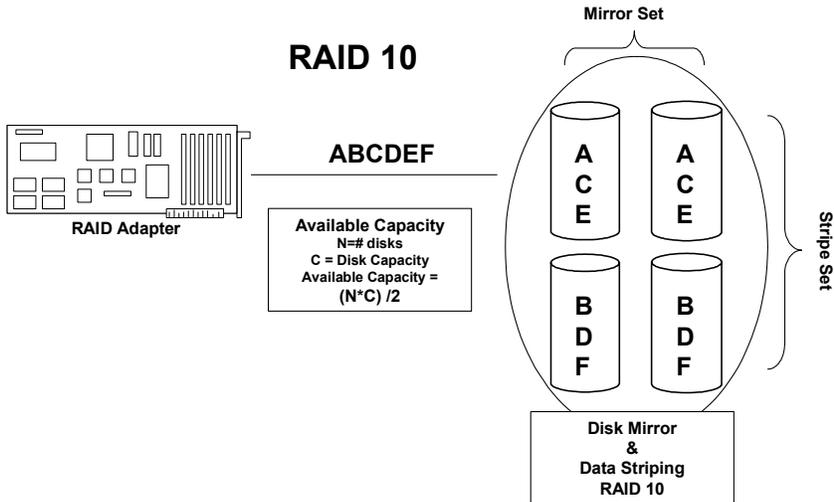 Mirror Set
RAID 10
ABCDEF
RAID Adapter
Available Capacity
N=# disks
C = Disk Capacity
Available Capacity =
(N*C) /2
A
C
E
A
C
E
B
D
F
B
D
F
Stripe Set
Disk Mirror
&
Data Striping
RAID 10